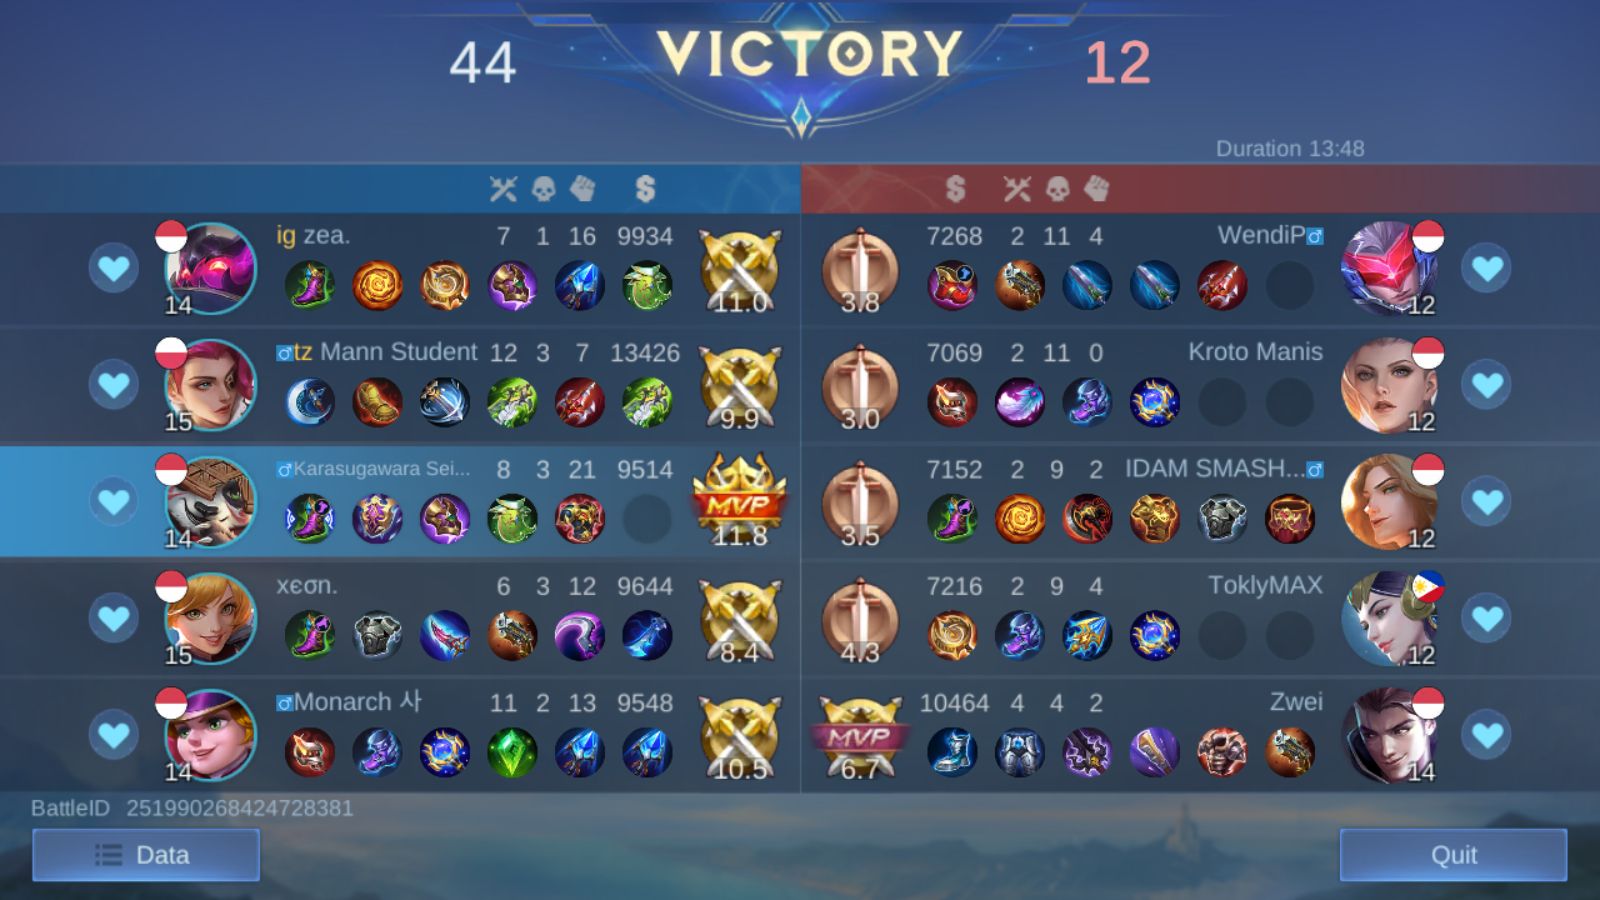 44 VICTORY 12
Duration 13:48
ig zea. 7 1 16 9934
14 11.0
3.8 7268 2 11 4 WendiP♂
12
♂tz Mann Student 12 3 7 13426
15 9.9
3.0 7069 2 11 0 Kroto Manis
12
♂Karasugawara Sei... 8 3 21 9514
14 MVP 11.8
3.5 7152 2 9 2 IDAM SMASH...♂
12
xєσn. 6 3 12 9644
15 8.4
4.3 7216 2 9 4 ToklyMAX
12
♂Monarch 사 11 2 13 9548
14 10.5
MVP 6.7 10464 4 4 2 Zwei
14
BattleID 251990268424728381
Data
Quit